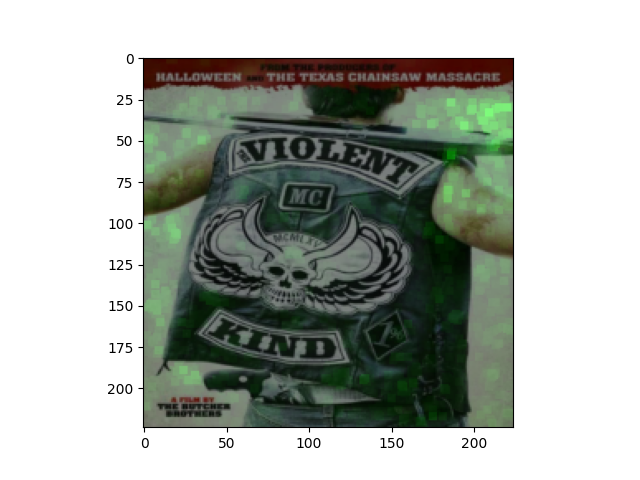 0
25
50
75
100
125
150
175
200
FROM THE PRODUCERS OF
HALLOWEEN AND THE TEXAS CHAINSAW MASSACRE
THE VIOLENT
MC
MCMLXV
KIND
1%
A FILM BY
THE BUTCHER
BROTHERS
0 50 100 150 200